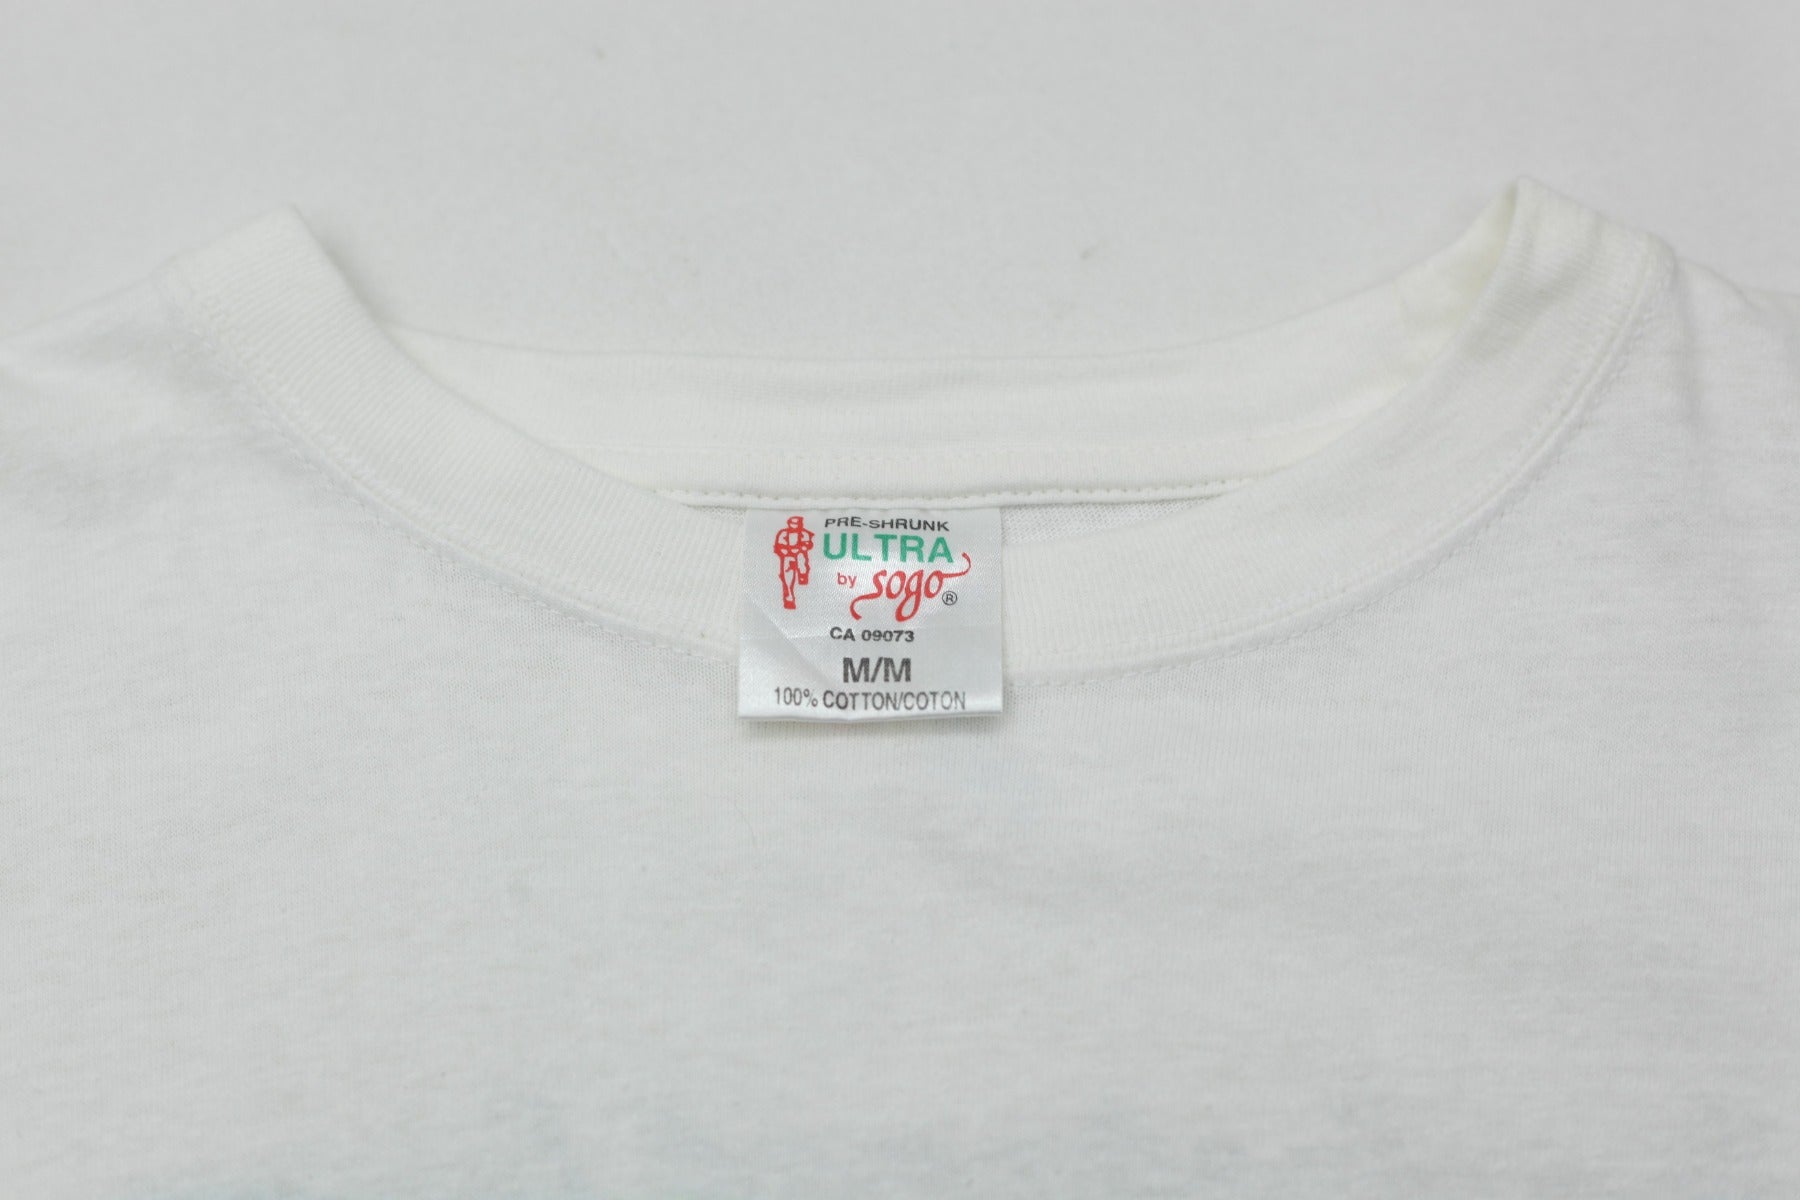 PRE-SHRUNK
ULTRA
by sogo®
CA 09073
M/M
100% COTTON/COTON